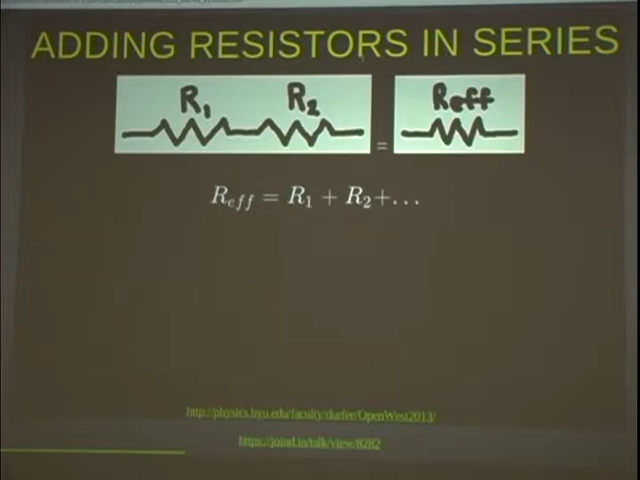 ADDING RESISTORS IN SERIES
R₁ R₂ = Reff
R_eff = R₁ + R₂+...
http://physics.byu.edu/faculty/durfee/OpenWest2013/
https://joind.in/talk/view/8282